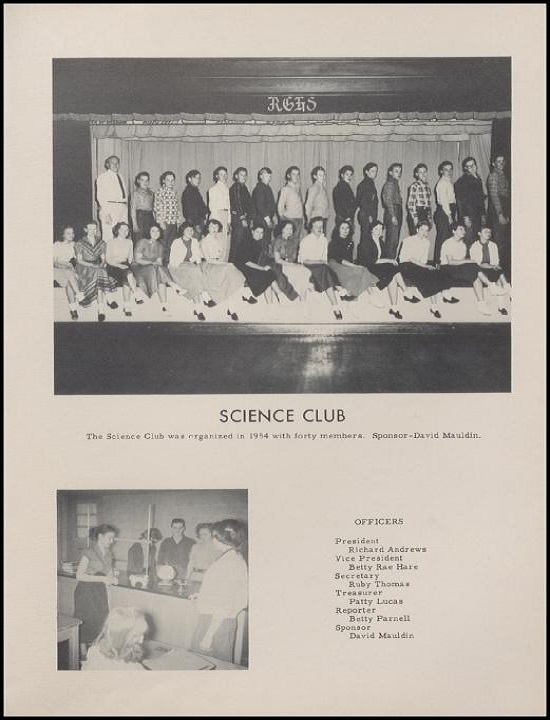 RGHS
SCIENCE CLUB
The Science Club was organized in 1954 with forty members. Sponsor-David Mauldin.
OFFICERS
President
Richard Andrews
Vice President
Betty Rae Hare
Secretary
Ruby Thomas
Treasurer
Patty Lucas
Reporter
Betty Parnell
Sponsor
David Mauldin